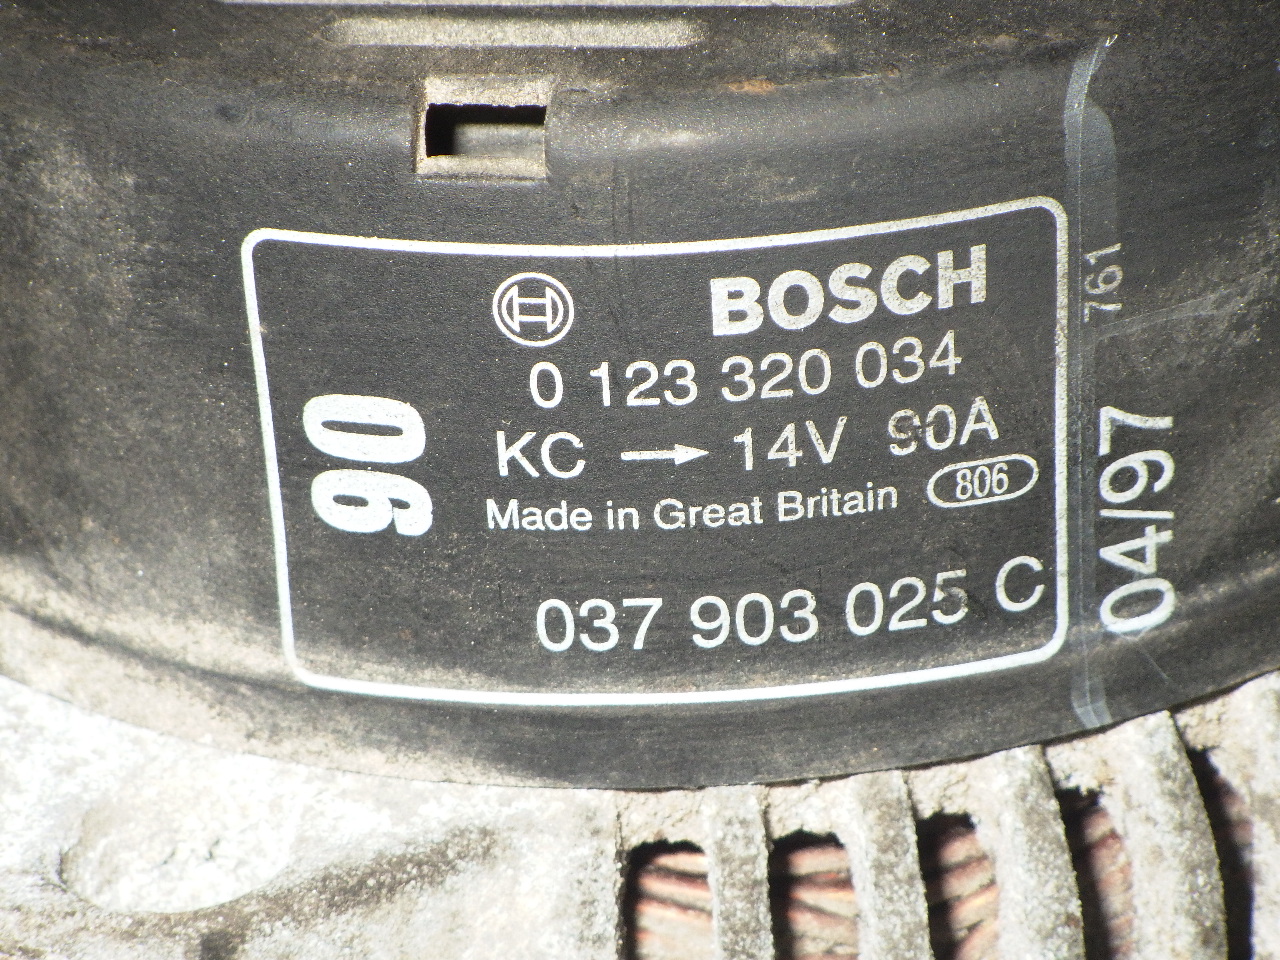 BOSCH
0 123 320 034
KC → 14V 90A
Made in Great Britain 806
037 903 025 C
90
04/97
761